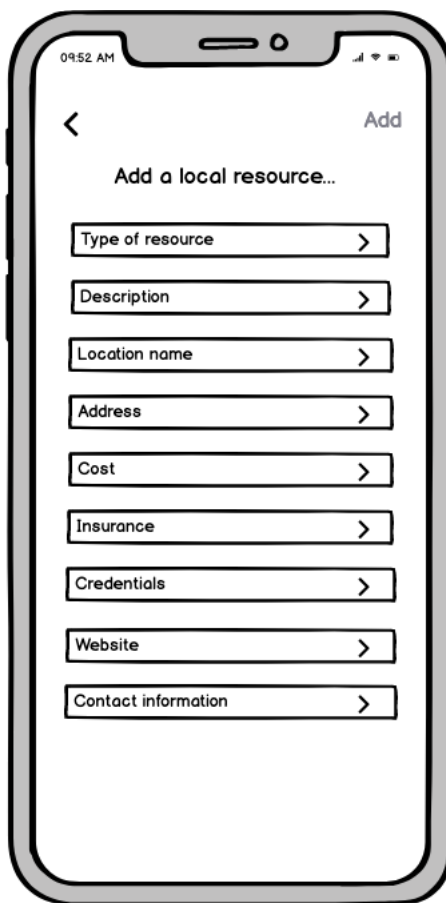 09:52 AM
Add
Add a local resource...
Type of resource
Description
Location name
Address
Cost
Insurance
Credentials
Website
Contact information